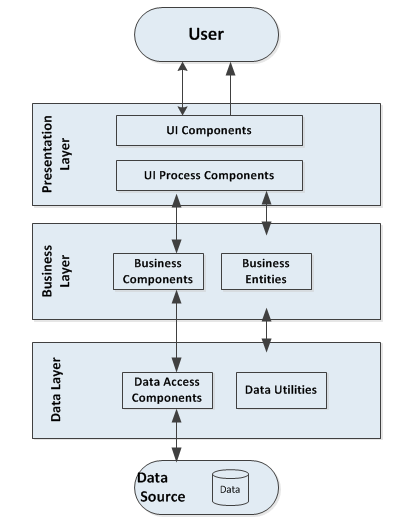 User
Presentation
Layer
UI Components
UI Process Components
Business
Layer
Business
Components
Business
Entities
Data Layer
Data Access
Components
Data Utilities
Data
Source
Data